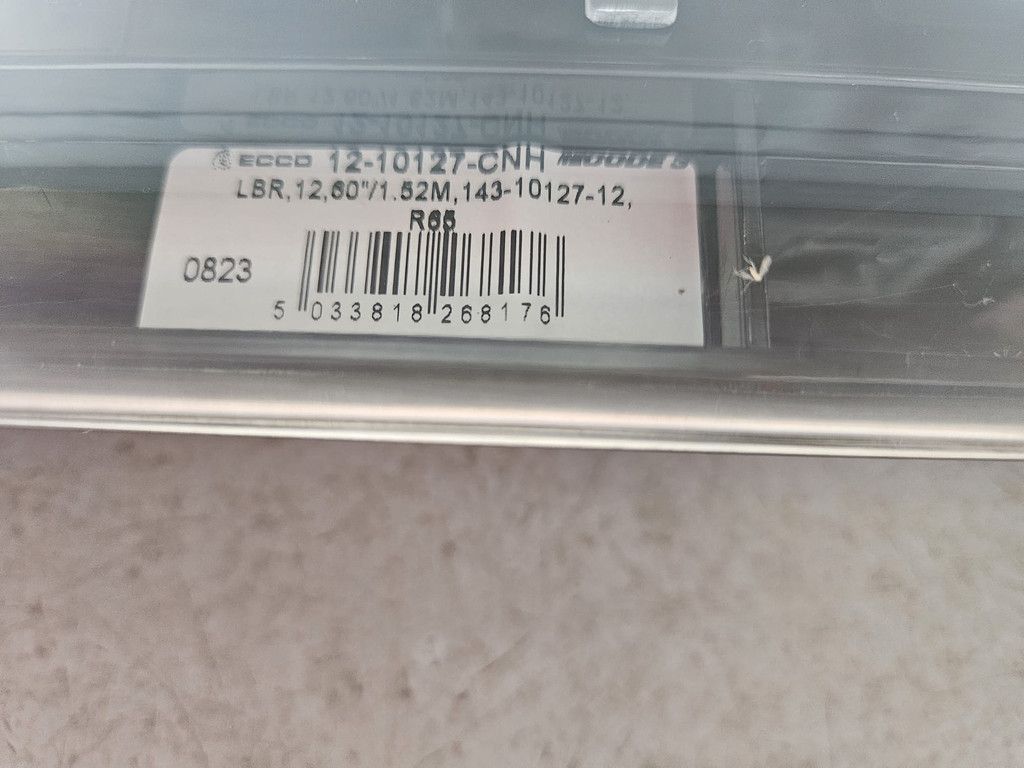 ECCO 12-10127-CNH
LBR,12,60"/1.52M,143-10127-12,
R65
0823
5 033818 268176